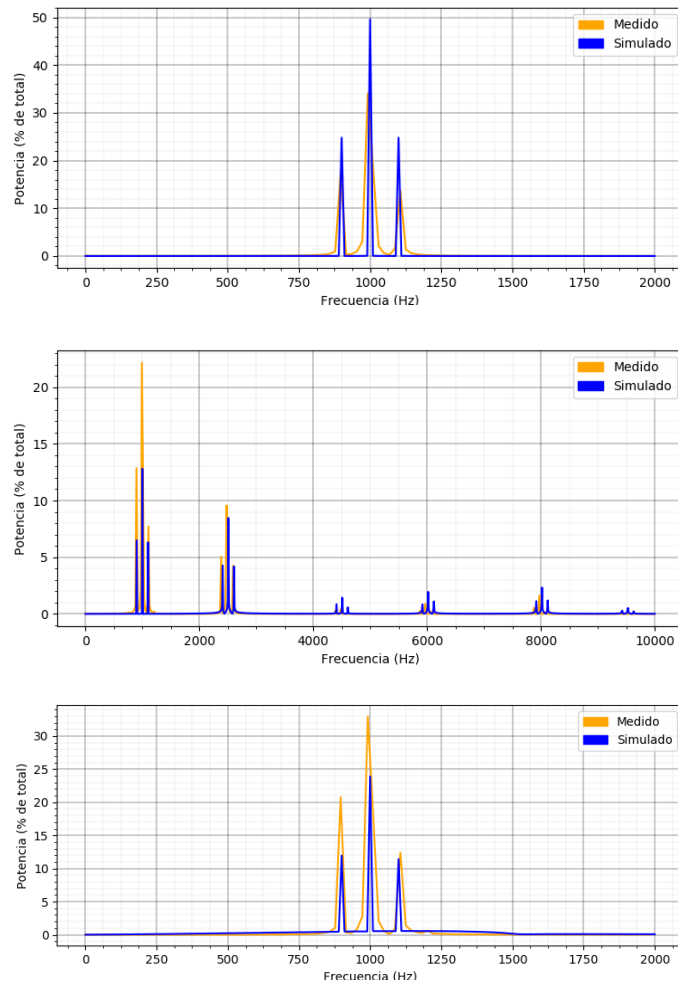 50
40
30
20
10
0
Potencia (% de total)
Medido
Simulado
0 250 500 750 1000 1250 1500 1750 2000
Frecuencia (Hz)
20
15
10
5
0
Potencia (% de total)
Medido
Simulado
0 2000 4000 6000 8000 10000
Frecuencia (Hz)
30
25
20
15
10
5
0
Potencia (% de total)
Medido
Simulado
0 250 500 750 1000 1250 1500 1750 2000
Frecuencia (Hz)